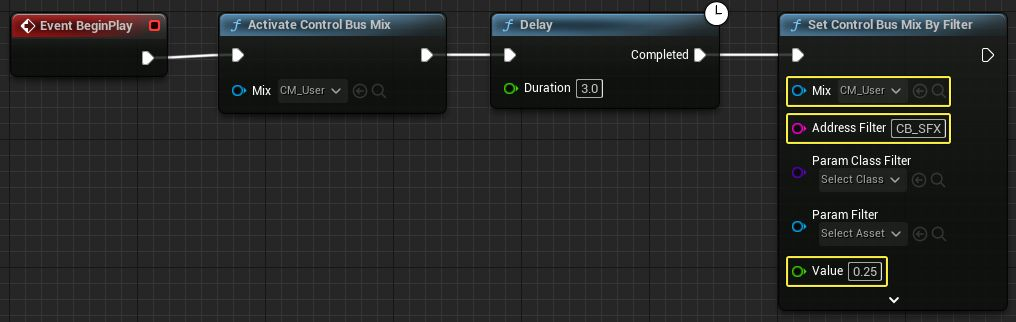 Event BeginPlay
f Activate Control Bus Mix
Mix CM_User
f Delay
Completed
Duration 3.0
f Set Control Bus Mix By Filter
Mix CM_User
Address Filter CB_SFX
Param Class Filter
Select Class
Param Filter
Select Asset
Value 0.25